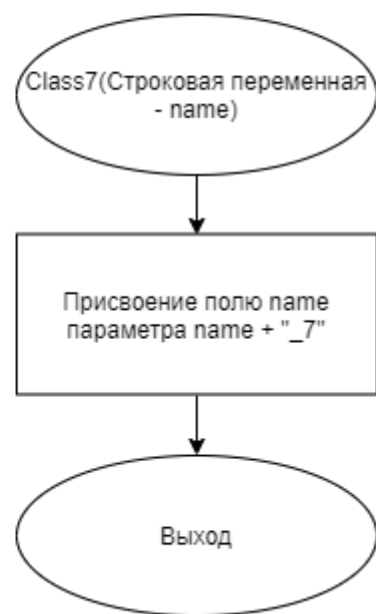 Class7(Строковая переменная
- name)
Присвоение полю name
параметра name + "_7"
Выход